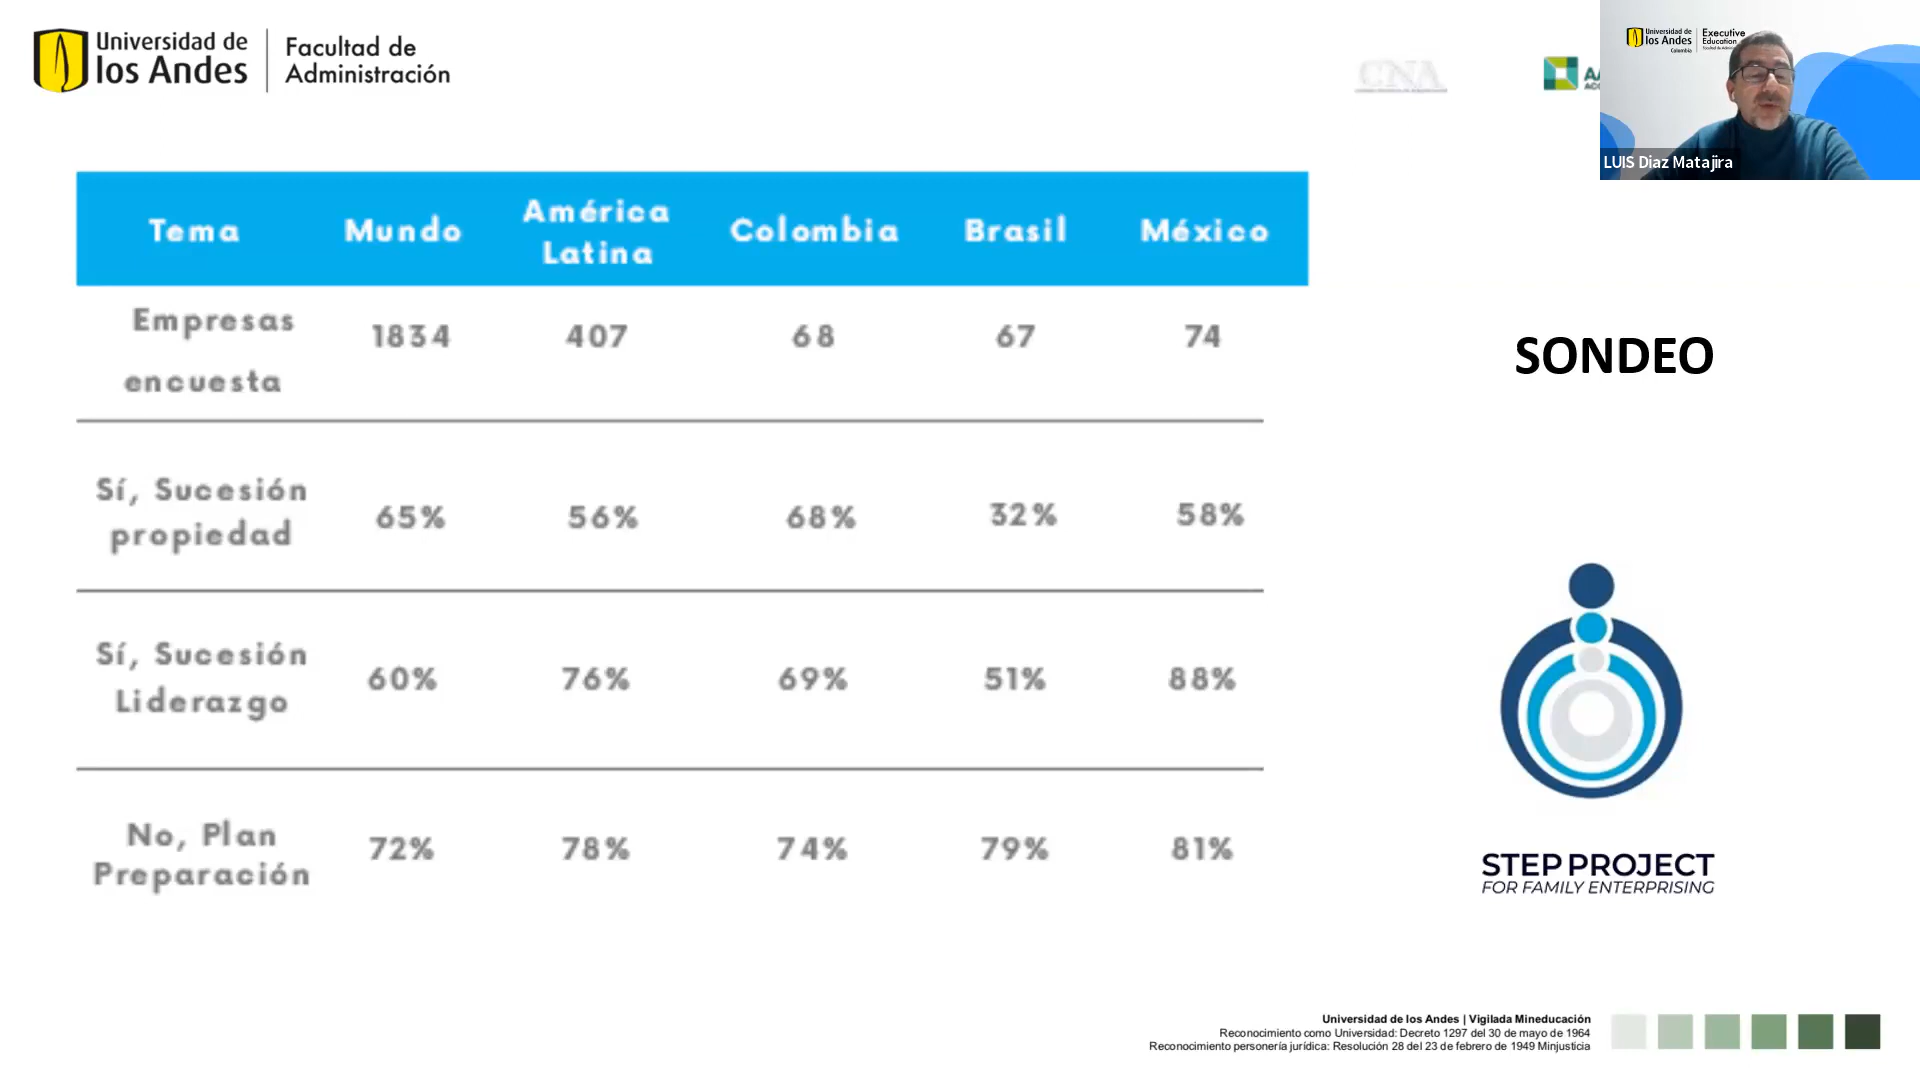 Universidad de
los Andes
Facultad de
Administración
CNA
Universidad de
los Andes
Colombia
Executive
Education
LUIS Diaz Matajira
Tema Mundo América Latina Colombia Brasil México
Empresas encuesta 1834 407 68 67 74
Sí, Sucesión propiedad 65% 56% 68% 32% 58%
Sí, Sucesión Liderazgo 60% 76% 69% 51% 88%
No, Plan Preparación 72% 78% 74% 79% 81%
SONDEO
STEP PROJECT
FOR FAMILY ENTERPRISING
Universidad de los Andes | Vigilada Mineducación
Reconocimiento como Universidad: Decreto 1297 del 30 de mayo de 1964
Reconocimiento personería jurídica: Resolución 28 del 23 de febrero de 1949 Minjusticia